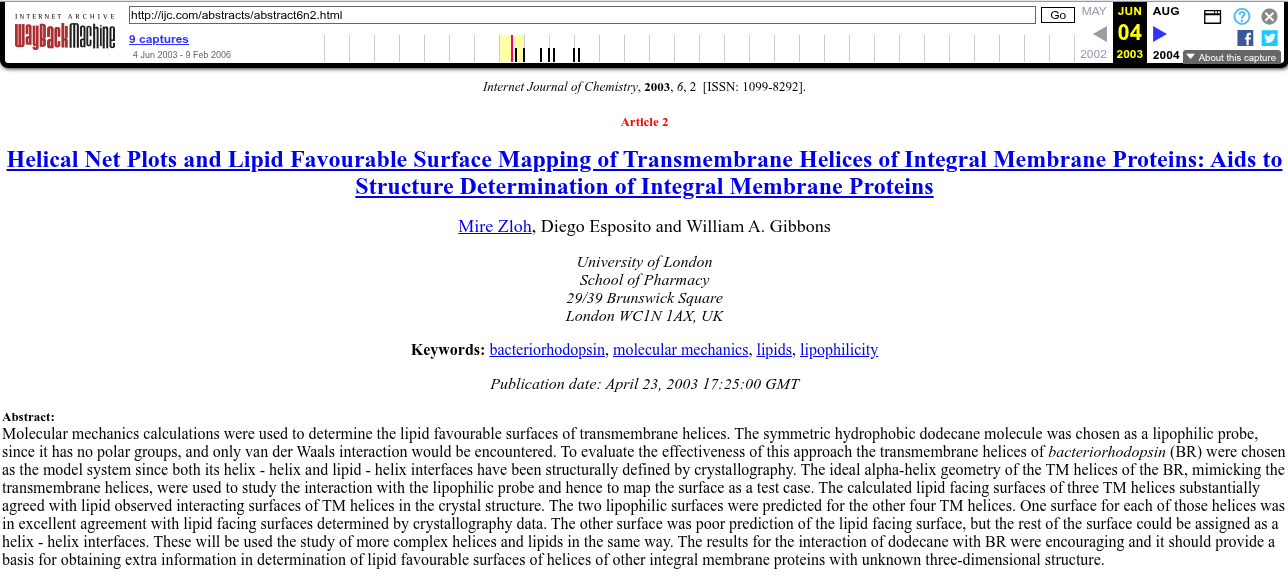 INTERNET ARCHIVE
WayBackMachine
http://ijc.com/abstracts/abstract6n2.html
Go
9 captures
4 Jun 2003 - 9 Feb 2006
MAY JUN AUG
04
2002 2003 2004
About this capture
Internet Journal of Chemistry, 2003, 6, 2 [ISSN: 1099-8292].
Article 2
Helical Net Plots and Lipid Favourable Surface Mapping of Transmembrane Helices of Integral Membrane Proteins: Aids to
Structure Determination of Integral Membrane Proteins
Mire Zloh, Diego Esposito and William A. Gibbons
University of London
School of Pharmacy
29/39 Brunswick Square
London WC1N 1AX, UK
Keywords: bacteriorhodopsin, molecular mechanics, lipids, lipophilicity
Publication date: April 23, 2003 17:25:00 GMT
Abstract:
Molecular mechanics calculations were used to determine the lipid favourable surfaces of transmembrane helices. The symmetric hydrophobic dodecane molecule was chosen as a lipophilic probe,
since it has no polar groups, and only van der Waals interaction would be encountered. To evaluate the effectiveness of this approach the transmembrane helices of bacteriorhodopsin (BR) were chosen
as the model system since both its helix - helix and lipid - helix interfaces have been structurally defined by crystallography. The ideal alpha-helix geometry of the TM helices of the BR, mimicking the
transmembrane helices, were used to study the interaction with the lipophilic probe and hence to map the surface as a test case. The calculated lipid facing surfaces of three TM helices substantially
agreed with lipid observed interacting surfaces of TM helices in the crystal structure. The two lipophilic surfaces were predicted for the other four TM helices. One surface for each of those helices was
in excellent agreement with lipid facing surfaces determined by crystallography data. The other surface was poor prediction of the lipid facing surface, but the rest of the surface could be assigned as a
helix - helix interfaces. These will be used the study of more complex helices and lipids in the same way. The results for the interaction of dodecane with BR were encouraging and it should provide a
basis for obtaining extra information in determination of lipid favourable surfaces of helices of other integral membrane proteins with unknown three-dimensional structure.